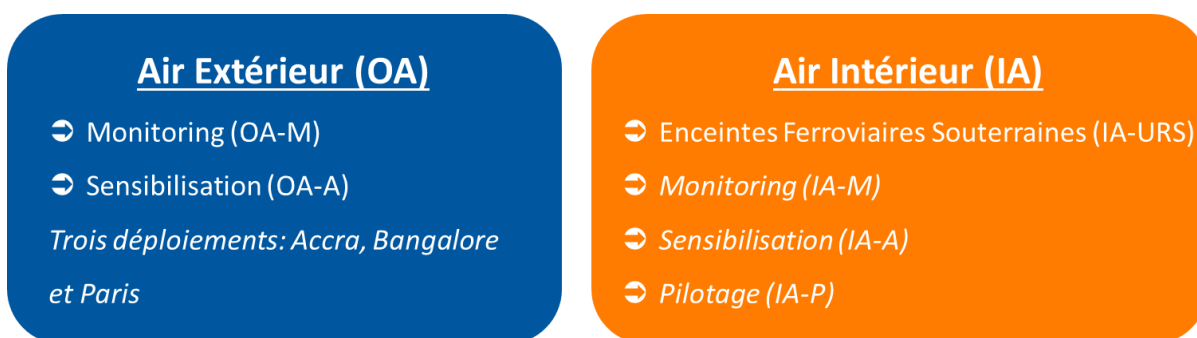 Air Extérieur (OA)
➲ Monitoring (OA-M)
➲ Sensibilisation (OA-A)
Trois déploiements: Accra, Bangalore
et Paris
Air Intérieur (IA)
➲ Enceintes Ferroviaires Souterraines (IA-URS)
➲ Monitoring (IA-M)
➲ Sensibilisation (IA-A)
➲ Pilotage (IA-P)